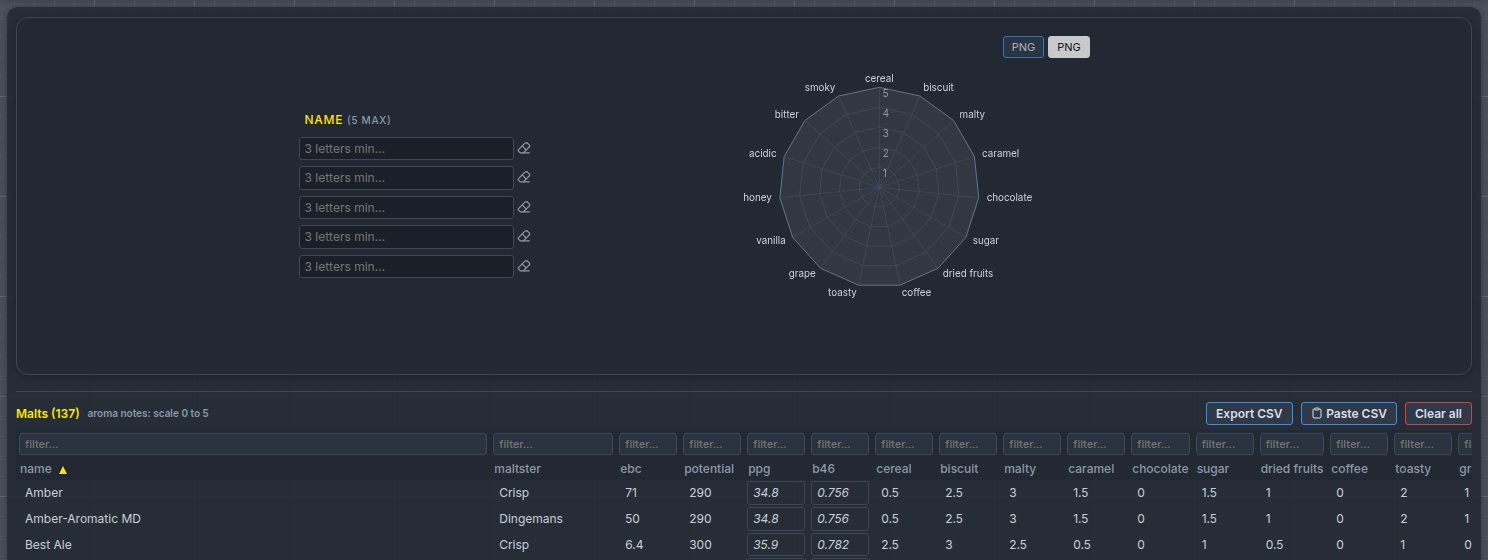 PNG PNG
NAME (5 MAX)
3 letters min...
3 letters min...
3 letters min...
3 letters min...
3 letters min...
cereal
biscuit
malty
caramel
chocolate
sugar
dried fruits
coffee
toasty
grape
vanilla
honey
acidic
bitter
smoky
5
4
3
2
1
Malts (137) aroma notes: scale 0 to 5 Export CSV Paste CSV Clear all
filter... filter... filter... filter... filter... filter... filter... filter... filter... filter... filter... filter... filter... filter... filter... fil
name ▲ maltster ebc potential ppg b46 cereal biscuit malty caramel chocolate sugar dried fruits coffee toasty gr
Amber Crisp 71 290 34.8 0.756 0.5 2.5 3 1.5 0 1.5 1 0 2 1
Amber-Aromatic MD Dingemans 50 290 34.8 0.756 0.5 2.5 3 1.5 0 1.5 1 0 2 1
Best Ale Crisp 6.4 300 35.9 0.782 2.5 3 2.5 0.5 0 1 0.5 0 1 0